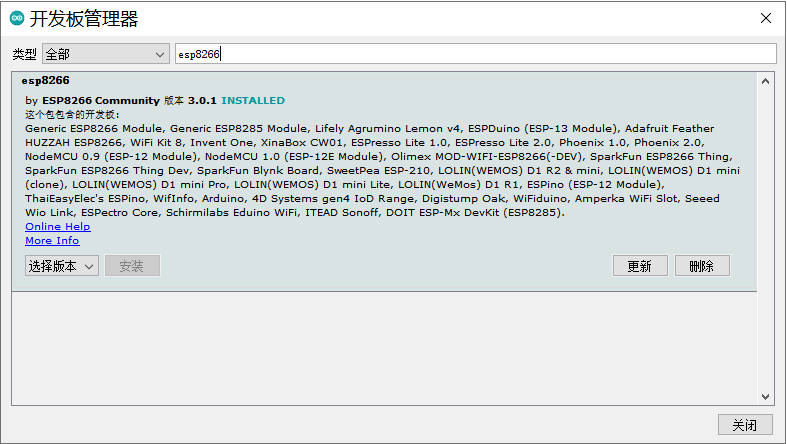 开发板管理器
类型 全部 esp8266
esp8266
by ESP8266 Community 版本 3.0.1 INSTALLED
这个包包含的开发板:
Generic ESP8266 Module, Generic ESP8285 Module, Lifely Agrumino Lemon v4, ESPDuino (ESP-13 Module), Adafruit Feather
HUZZAH ESP8266, WiFi Kit 8, Invent One, XinaBox CW01, ESPresso Lite 1.0, ESPresso Lite 2.0, Phoenix 1.0, Phoenix 2.0,
NodeMCU 0.9 (ESP-12 Module), NodeMCU 1.0 (ESP-12E Module), Olimex MOD-WIFI-ESP8266(-DEV), SparkFun ESP8266 Thing,
SparkFun ESP8266 Thing Dev, SparkFun Blynk Board, SweetPea ESP-210, LOLIN(WEMOS) D1 R2 & mini, LOLIN(WEMOS) D1 mini
(clone), LOLIN(WEMOS) D1 mini Pro, LOLIN(WEMOS) D1 mini Lite, LOLIN(WeMos) D1 R1, ESPino (ESP-12 Module),
ThaiEasyElec's ESPino, WifInfo, Arduino, 4D Systems gen4 IoD Range, Digistump Oak, WiFiduino, Amperka WiFi Slot, Seeed
Wio Link, ESPectro Core, Schirmilabs Eduino WiFi, ITEAD Sonoff, DOIT ESP-Mx DevKit (ESP8285).
Online Help
More Info
选择版本 安装 更新 删除
关闭